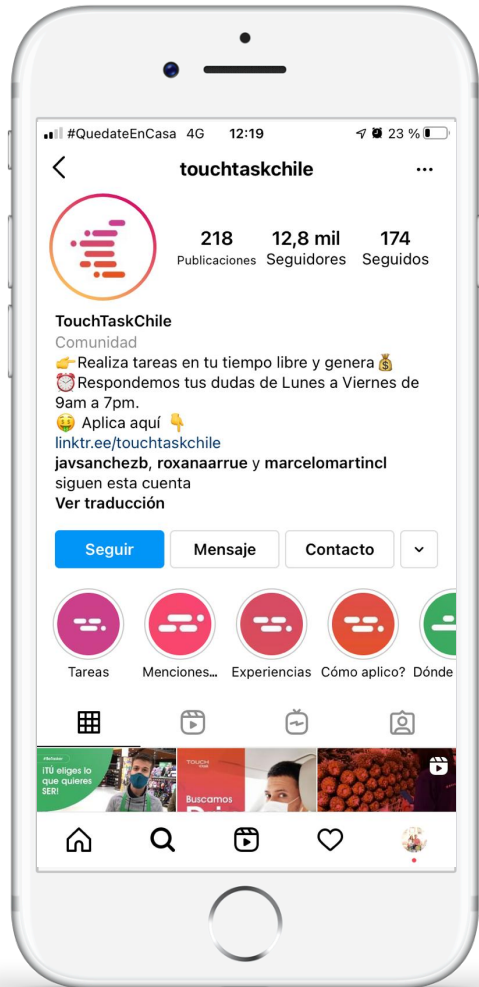 #QuedateEnCasa 4G 12:19 23 %
touchtaskchile
218 12,8 mil 174
Publicaciones Seguidores Seguidos
TouchTaskChile
Comunidad
👉Realiza tareas en tu tiempo libre y genera💰
⏰Respondemos tus dudas de Lunes a Viernes de
9am a 7pm.
🤑 Aplica aquí 👇
linktr.ee/touchtaskchile
javsanchezb, roxanaarrue y marcelomartincl
siguen esta cuenta
Ver traducción
Seguir Mensaje Contacto
Tareas Menciones... Experiencias Cómo aplico? Dónde
¡TÚ eliges lo
que quieres
SER!
TOUCH
Buscamos